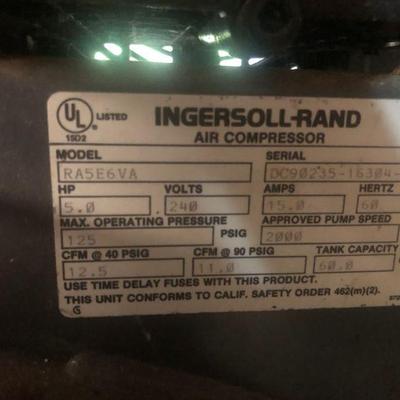 UL LISTED
15D2
INGERSOLL-RAND
AIR COMPRESSOR
MODEL SERIAL
RA5E6VA DC90235-16304-
HP VOLTS AMPS HERTZ
5.0 240 15.0 60
MAX. OPERATING PRESSURE APPROVED PUMP SPEED
125 PSIG 2000
CFM @ 40 PSIG CFM @ 90 PSIG TANK CAPACITY
12.5 11.0 60.0
USE TIME DELAY FUSES WITH THIS PRODUCT.
THIS UNIT CONFORMS TO CALIF. SAFETY ORDER 462(m)(2).